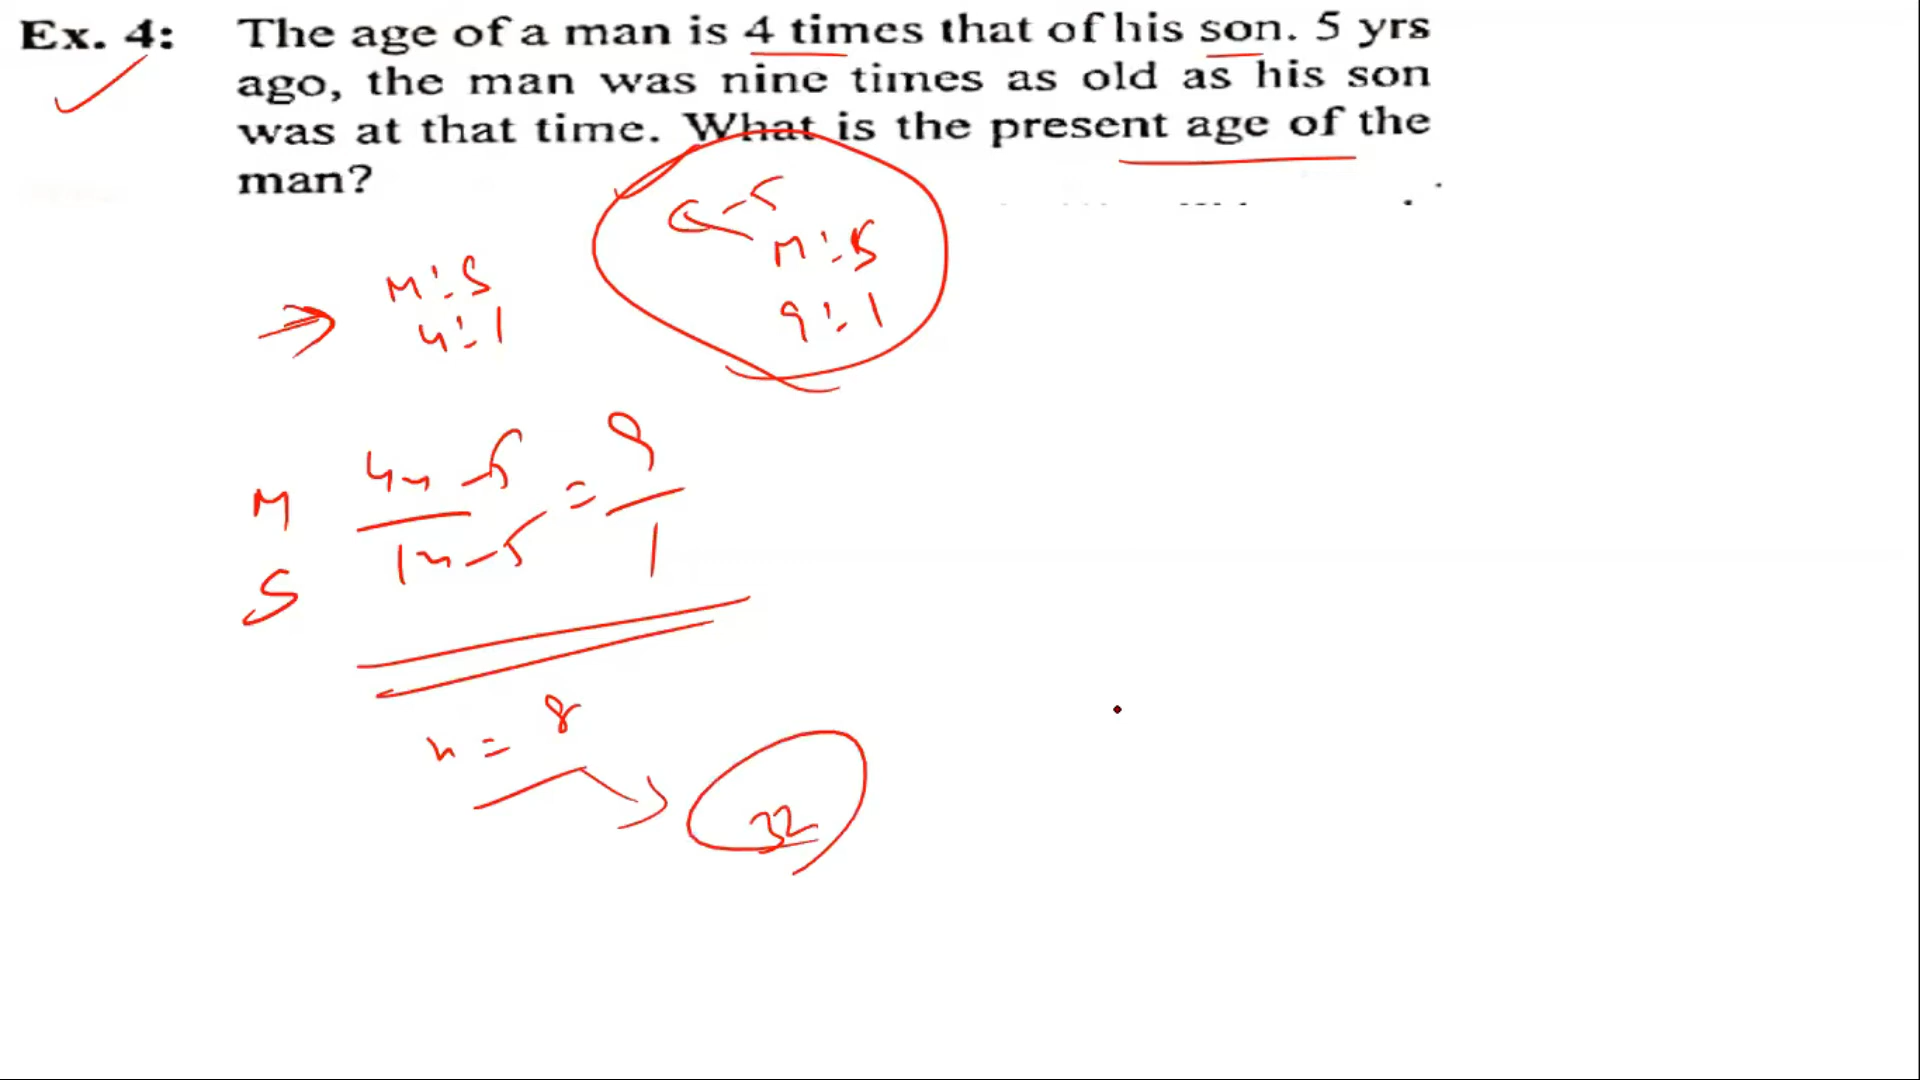 Ex. 4: The age of a man is 4 times that of his son. 5 yrs
ago, the man was nine times as old as his son
was at that time. What is the present age of the
man?
-5
M:S
9:1
M:S
4:1
M 4x-5 = 9
S 1x-5 1
x = 8
32